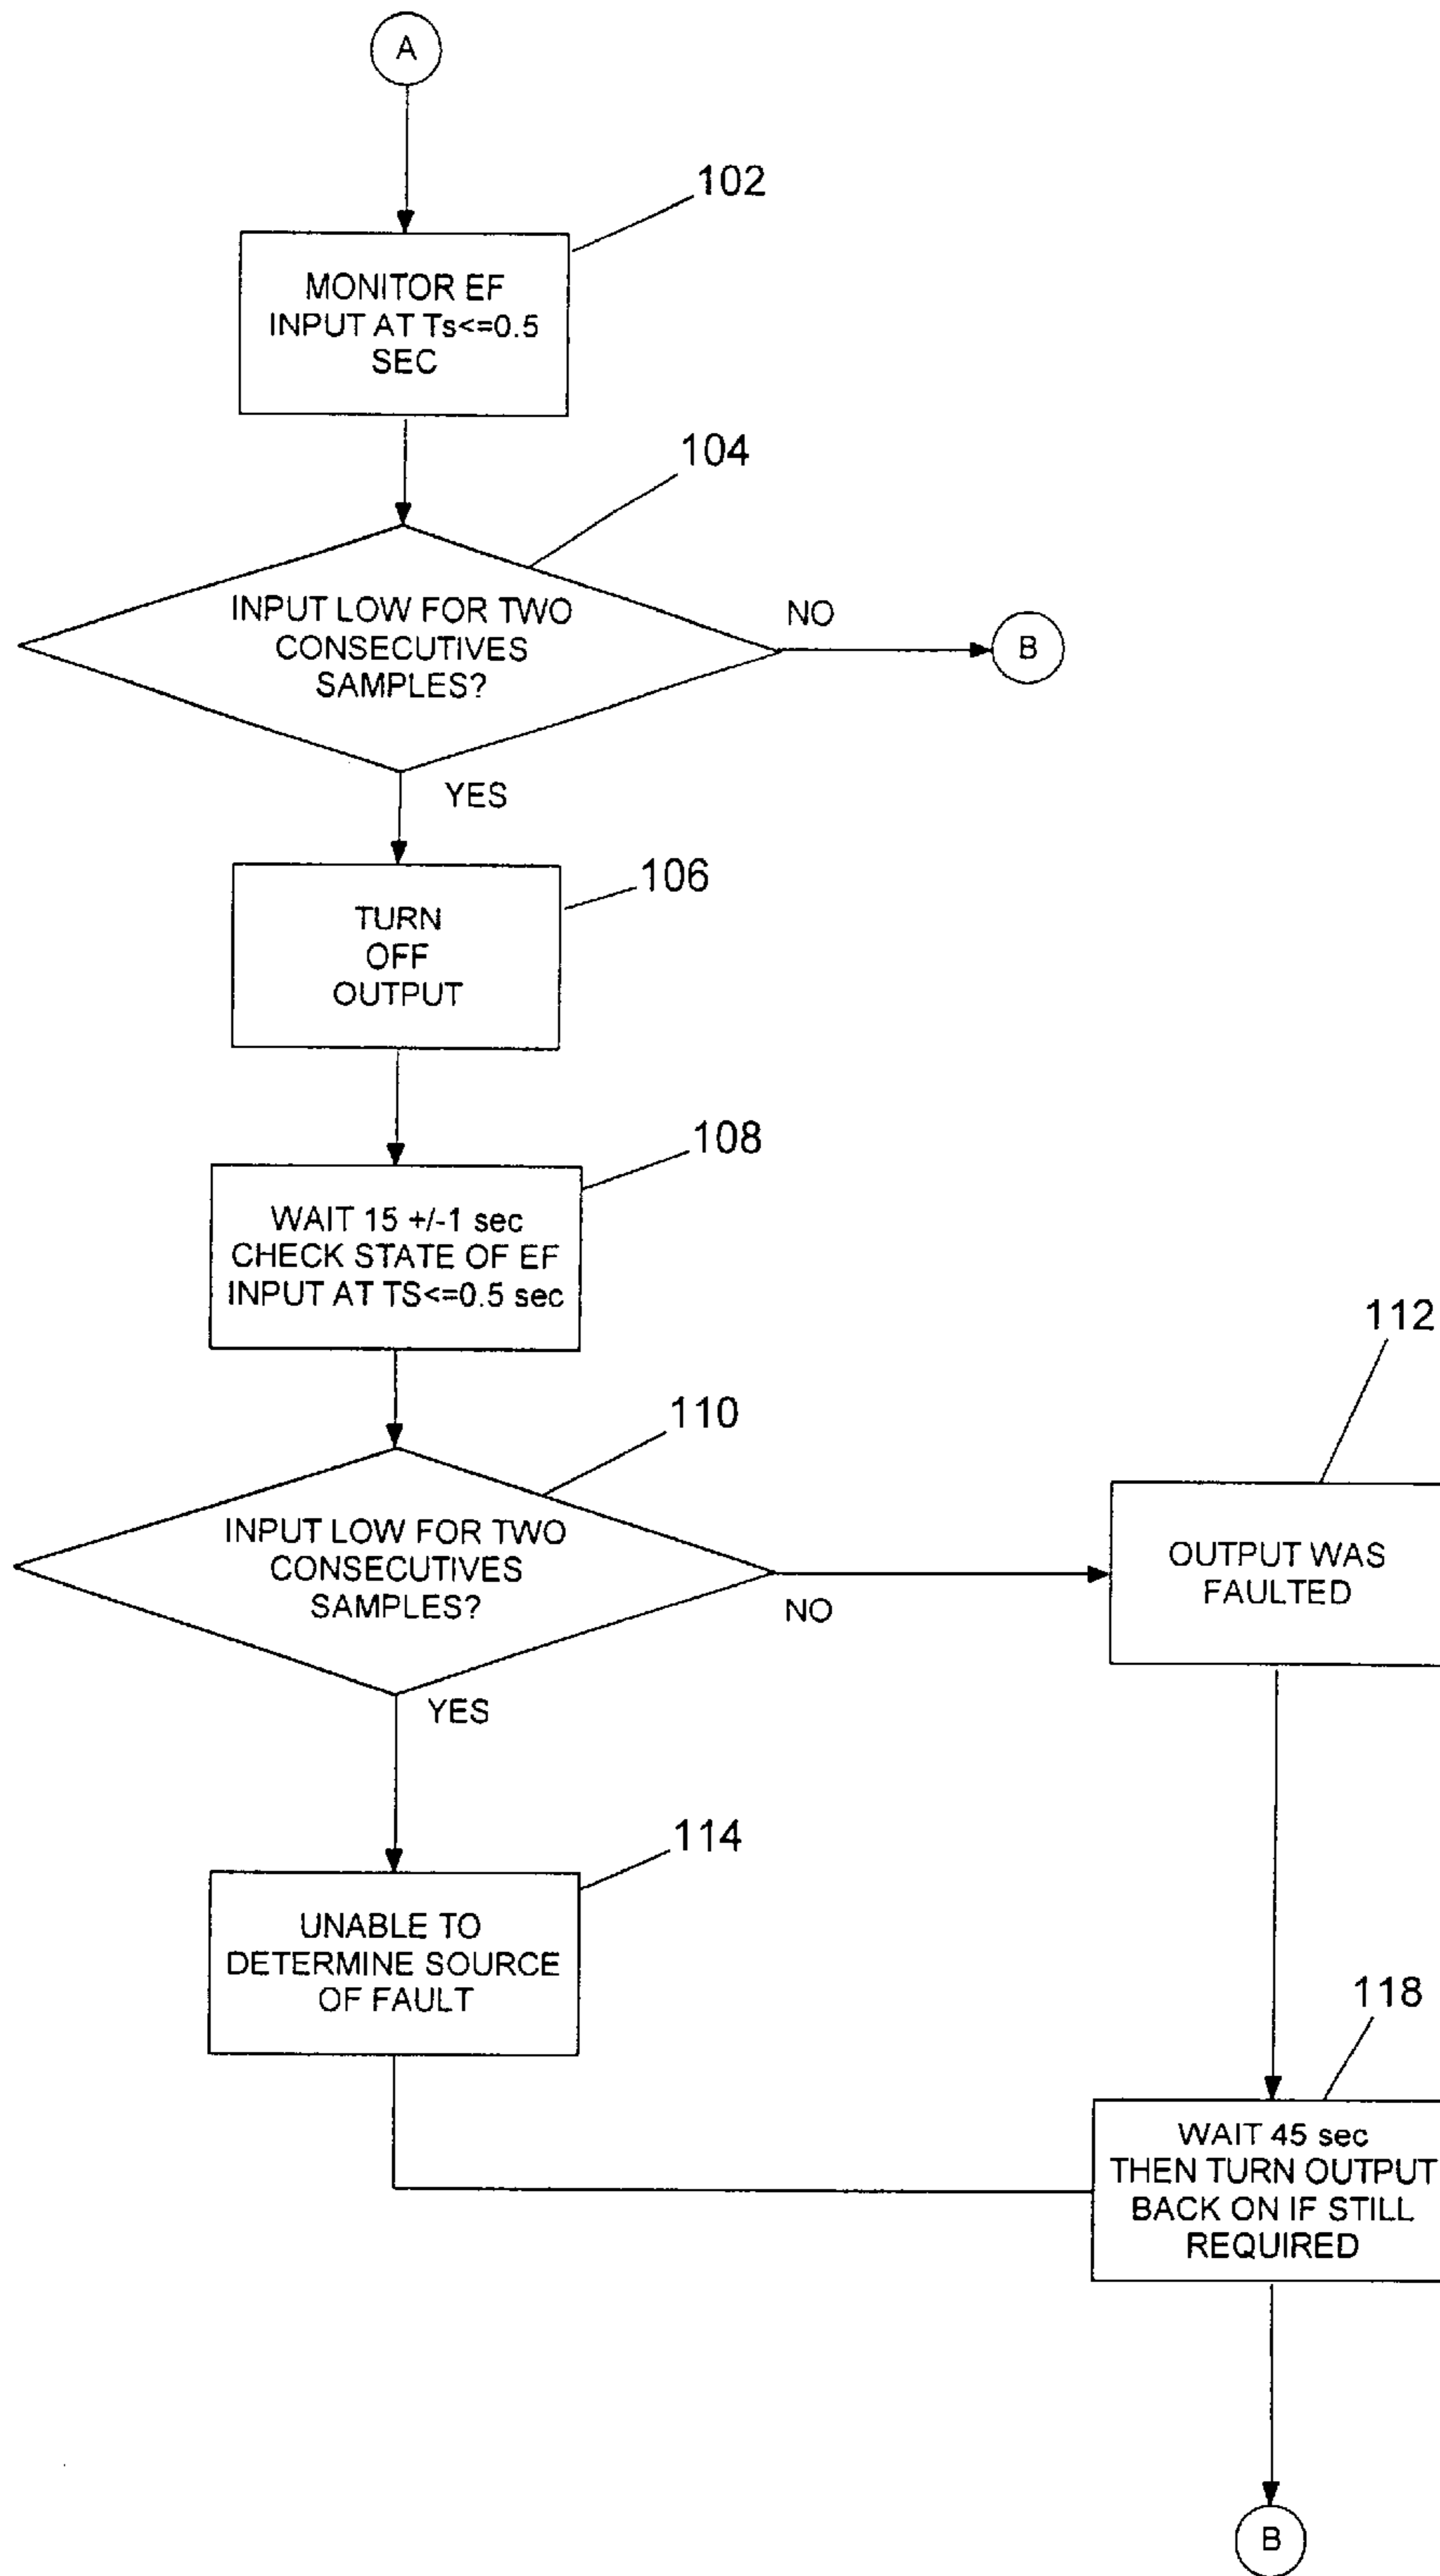 A
102
MONITOR EF
INPUT AT Ts<=0.5
SEC
104
INPUT LOW FOR TWO
CONSECUTIVES
SAMPLES?
NO
B
YES
106
TURN
OFF
OUTPUT
108
WAIT 15 +/-1 sec
CHECK STATE OF EF
INPUT AT TS<=0.5 sec
110
INPUT LOW FOR TWO
CONSECUTIVES
SAMPLES?
NO
112
OUTPUT WAS
FAULTED
YES
114
UNABLE TO
DETERMINE SOURCE
OF FAULT
118
WAIT 45 sec
THEN TURN OUTPUT
BACK ON IF STILL
REQUIRED
B